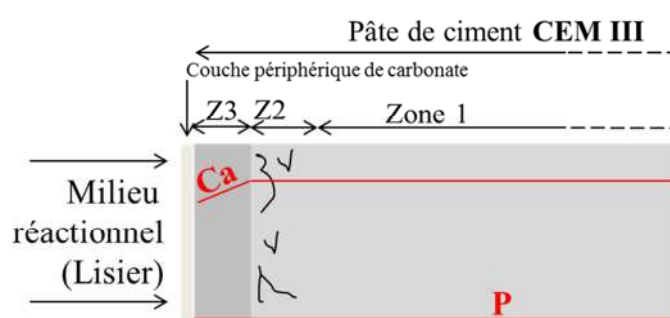 Pâte de ciment CEM III
Couche périphérique de carbonate
Z3 Z2 Zone 1
Ca
Milieu
réactionnel
(Lisier)
P